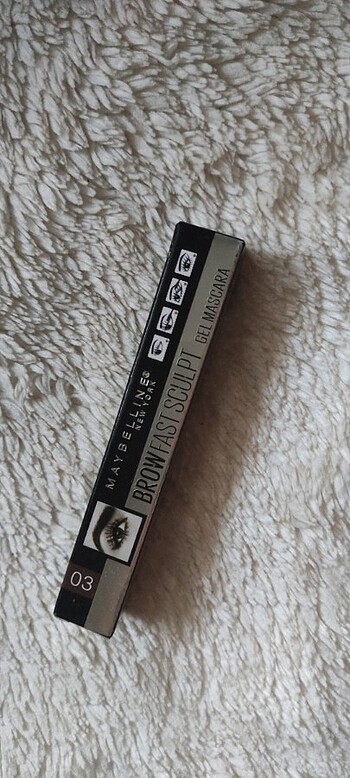 MAYBELLINE®
NEW YORK
BROW FAST SCULPT GEL MASCARA
03